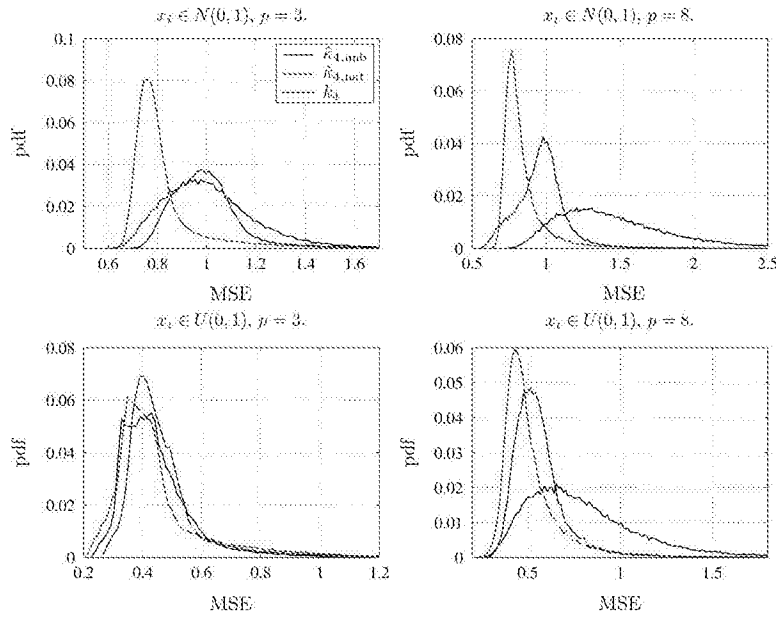 x_i ∈ N(0, 1), p = 3.
0.1
0.08
0.06
0.04
0.02
0
pdf
0.6 0.8 1 1.2 1.4 1.6
MSE
x_i ∈ N(0, 1), p = 8.
0.08
0.06
0.04
0.02
0
pdf
0.5 1 1.5 2 2.5
MSE
x_i ∈ U(0, 1), p = 3.
0.08
0.06
0.04
0.02
0
pdf
0.2 0.4 0.6 0.8 1 1.2
MSE
x_i ∈ U(0, 1), p = 8.
0.06
0.05
0.04
0.03
0.02
0.01
0
pdf
0.5 1 1.5
MSE